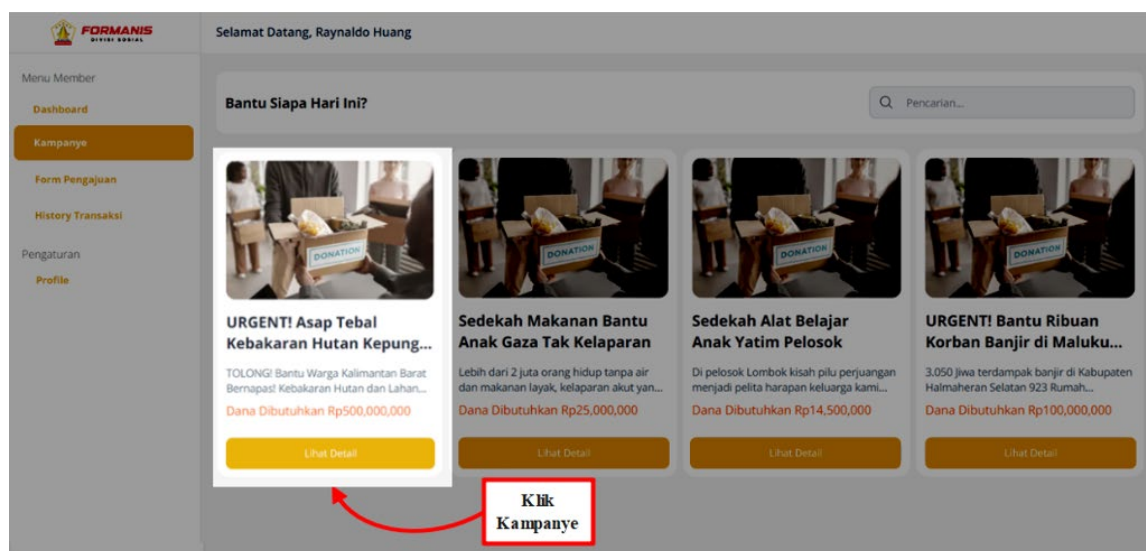 FORMANIS
DIVISI SOSIAL
Selamat Datang, Raynaldo Huang
Menu Member
Dashboard
Kampanye
Form Pengajuan
History Transaksi
Pengaturan
Profile
Bantu Siapa Hari Ini?
Pencarian...
DONATION
URGENT! Asap Tebal
Kebakaran Hutan Kepung...
TOLONG! Bantu Warga Kalimantan Barat
Bernapas! Kebakaran Hutan dan Lahan...
Dana Dibutuhkan Rp500,000,000
Lihat Detail
DONATION
Sedekah Makanan Bantu
Anak Gaza Tak Kelaparan
Lebih dari 2 juta orang hidup tanpa air
dan makanan layak, kelaparan akut yan...
Dana Dibutuhkan Rp25,000,000
Lihat Detail
DONATION
Sedekah Alat Belajar
Anak Yatim Pelosok
Di pelosok Lombok kisah pilu perjuangan
menjadi pelita harapan keluarga kami...
Dana Dibutuhkan Rp14,500,000
Lihat Detail
DONATION
URGENT! Bantu Ribuan
Korban Banjir di Maluku...
3.050 Jiwa terdampak banjir di Kabupaten
Halmaheran Selatan 923 Rumah...
Dana Dibutuhkan Rp100,000,000
Lihat Detail
Klik
Kampanye